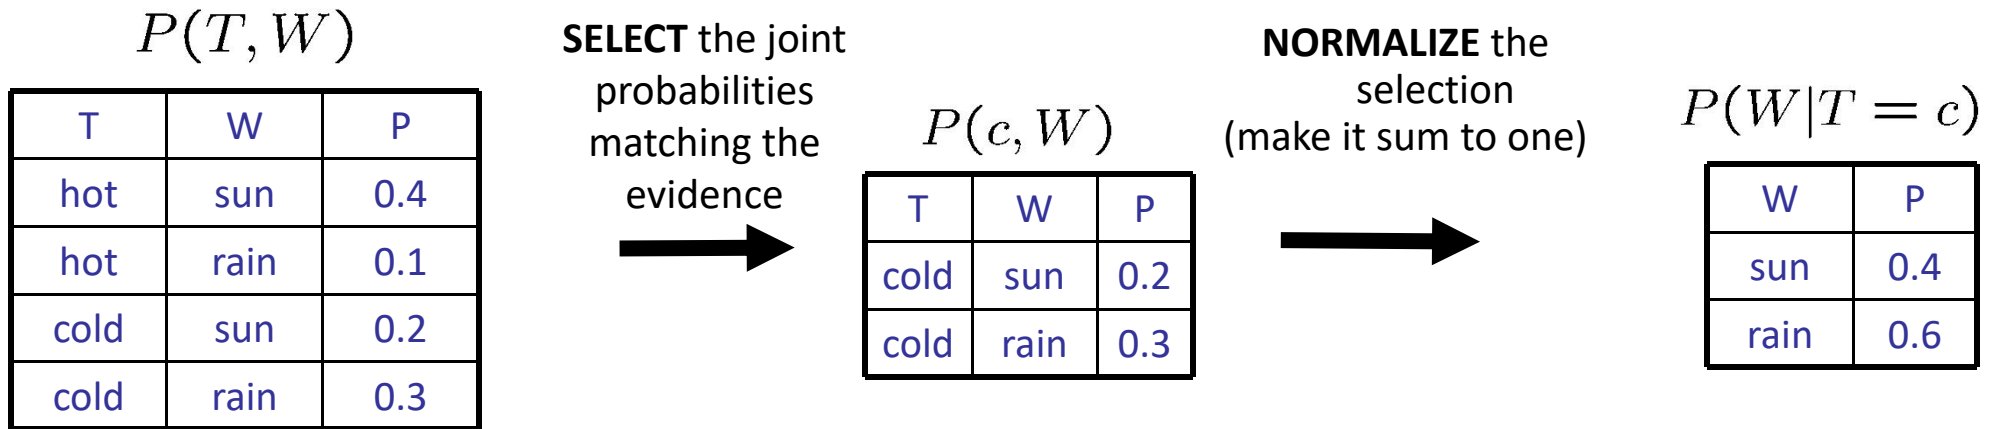 P(T, W)
T W P
hot sun 0.4
hot rain 0.1
cold sun 0.2
cold rain 0.3
SELECT the joint
probabilities
matching the
evidence
P(c, W)
T W P
cold sun 0.2
cold rain 0.3
NORMALIZE the
selection
(make it sum to one)
P(W|T = c)
W P
sun 0.4
rain 0.6